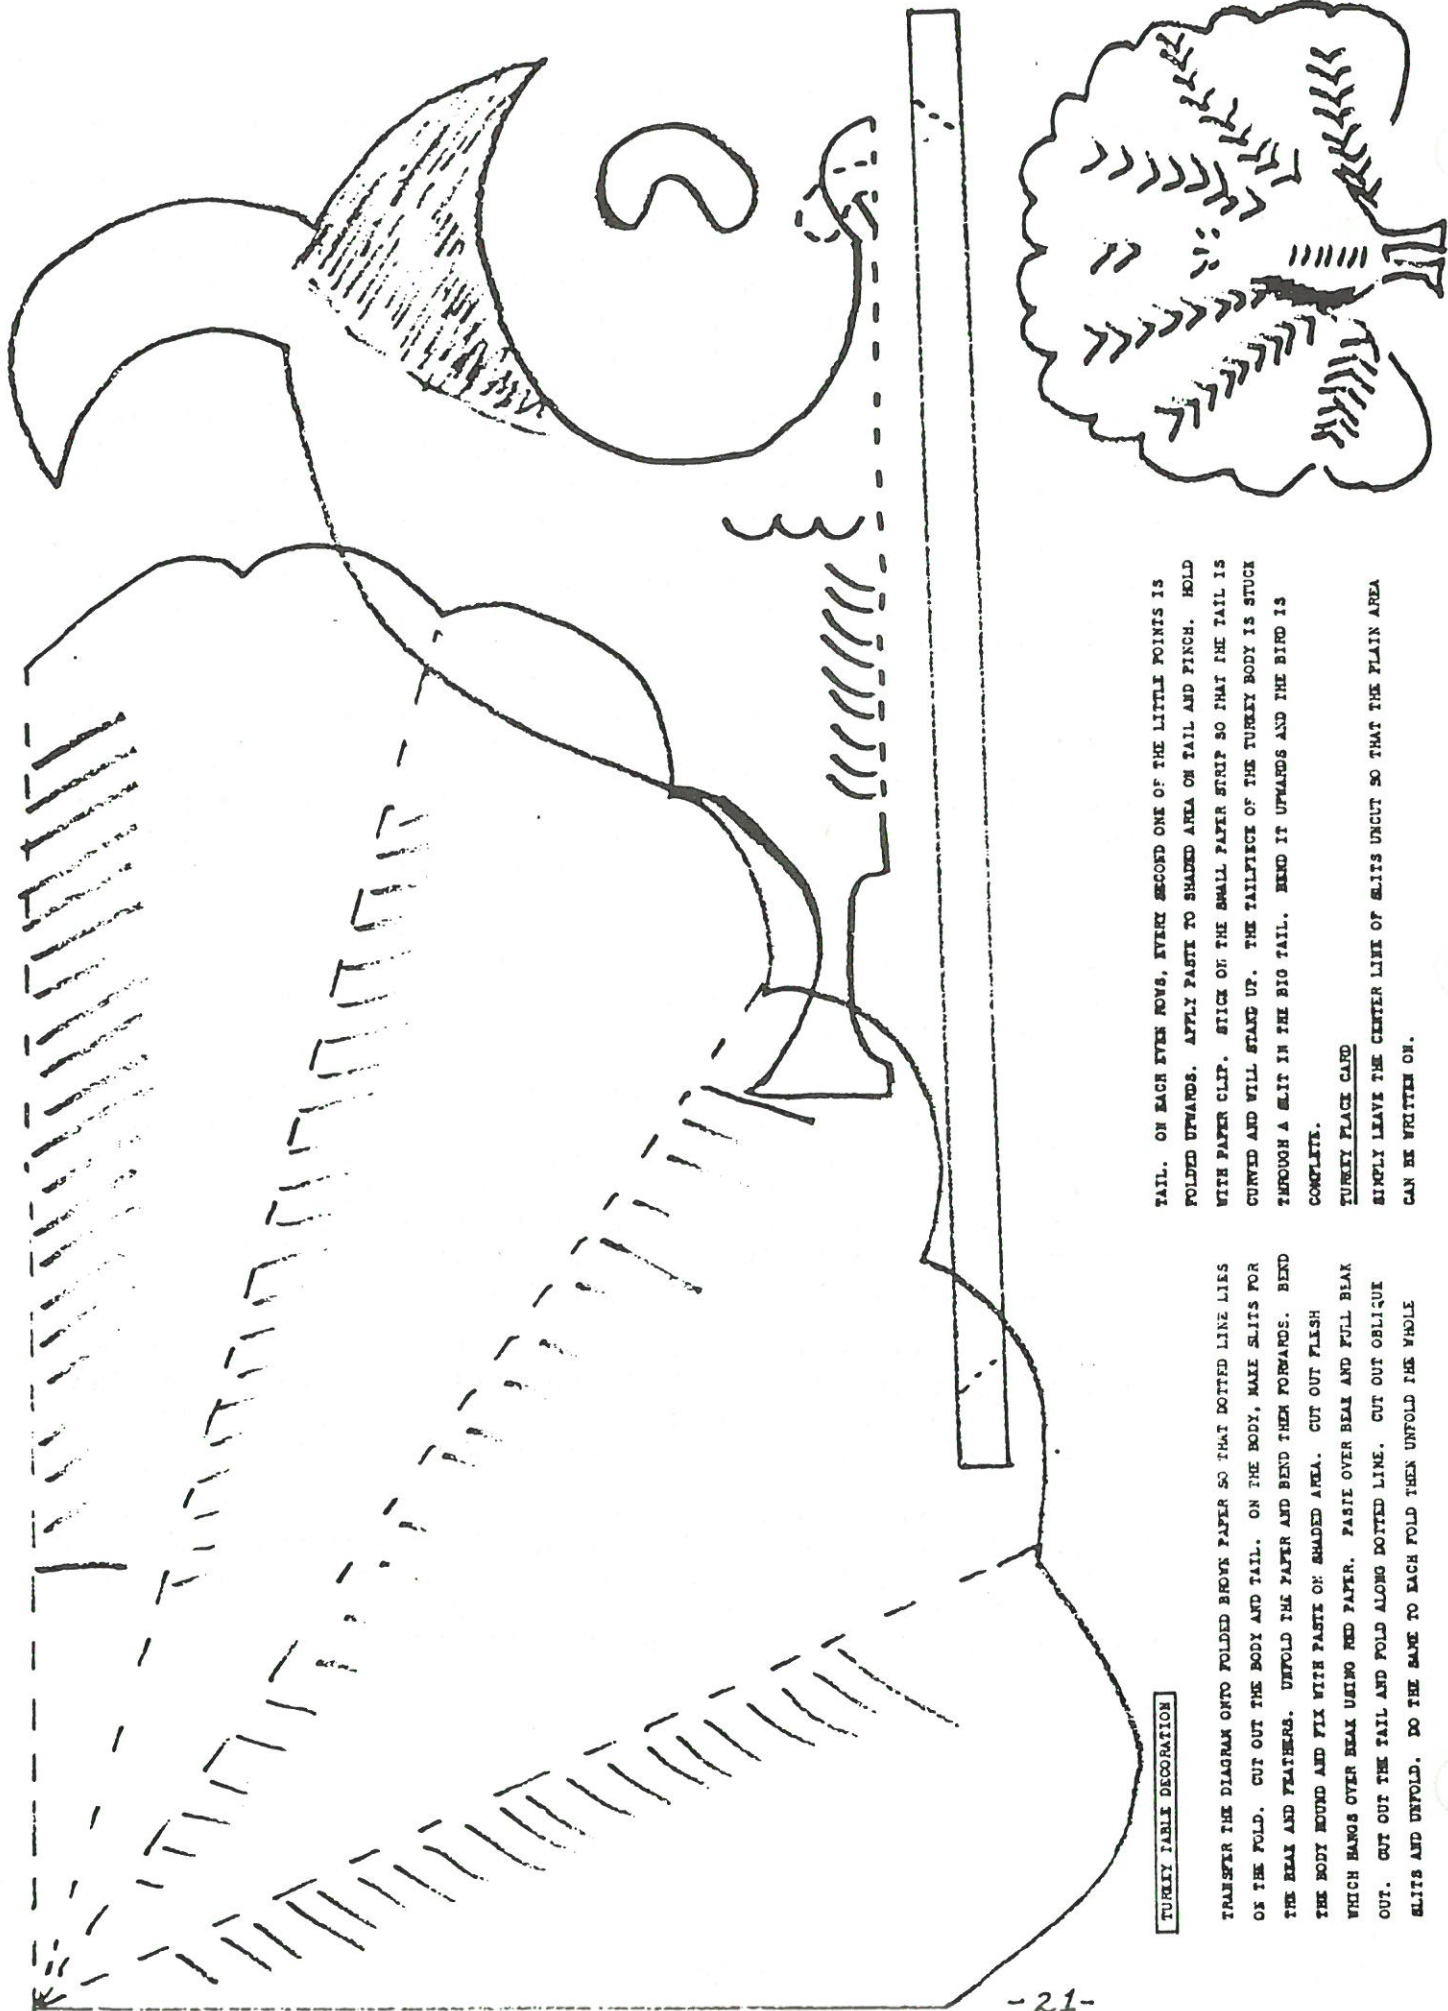 TURKEY TABLE DECORATION
TRANSFER THE DIAGRAM ONTO FOLDED BROWN PAPER SO THAT DOTTED LINE LIES
ON THE FOLD. CUT OUT THE BODY AND TAIL. ON THE BODY, MAKE SLITS FOR
THE BEAK AND FEATHERS. UNFOLD THE PAPER AND BEND THEM FORWARDS. BEND
THE BODY ROUND AND FIX WITH PASTE ON SHADED AREA. CUT OUT FLESH
WHICH HANGS OVER BEAK USING RED PAPER. PASTE OVER BEAK AND PULL BEAK
OUT. CUT OUT THE TAIL AND FOLD ALONG DOTTED LINE. CUT OUT OBLIQUE
SLITS AND UNFOLD. DO THE SAME TO EACH FOLD THEN UNFOLD THE WHOLE
TAIL. ON EACH EVEN ROWS, EVERY SECOND ONE OF THE LITTLE POINTS IS
FOLDED UPWARDS. APPLY PASTE TO SHADED AREA ON TAIL AND PINCH. HOLD
WITH PAPER CLIP. STICK ON THE SMALL PAPER STRIP SO THAT THE TAIL IS
CURVED AND WILL STAND UP. THE TAILPIECE OF THE TURKEY BODY IS STUCK
THROUGH A SLIT IN THE BIG TAIL. BEND IT UPWARDS AND THE BIRD IS
COMPLETE.
TURKEY PLACE CARD
SIMPLY LEAVE THE CENTER LINE OF SLITS UNCUT SO THAT THE PLAIN AREA
CAN BE WRITTEN ON.
-21-